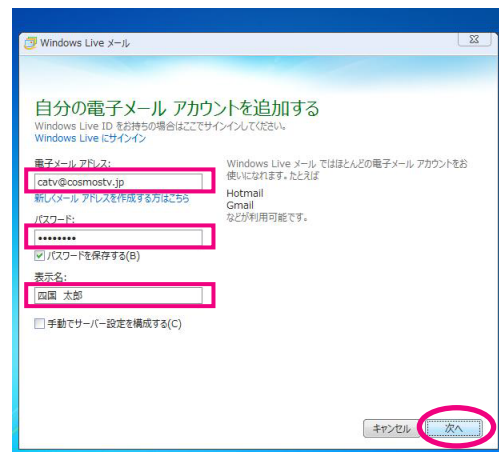 Windows Live メール
自分の電子メール アカウントを追加する
Windows Live ID をお持ちの場合はここでサインインしてください。
Windows Live にサインイン
電子メール アドレス:
catv@cosmostv.jp
新しくメール アドレスを作成する方はこちら
パスワード:
••••••••
パスワードを保存する(B)
表示名:
四国 太郎
手動でサーバー設定を構成する(C)
Windows Live メール ではほとんどの電子メール アカウントをお
使いになれます。たとえば
Hotmail
Gmail
などが利用可能です。
キャンセル
次へ